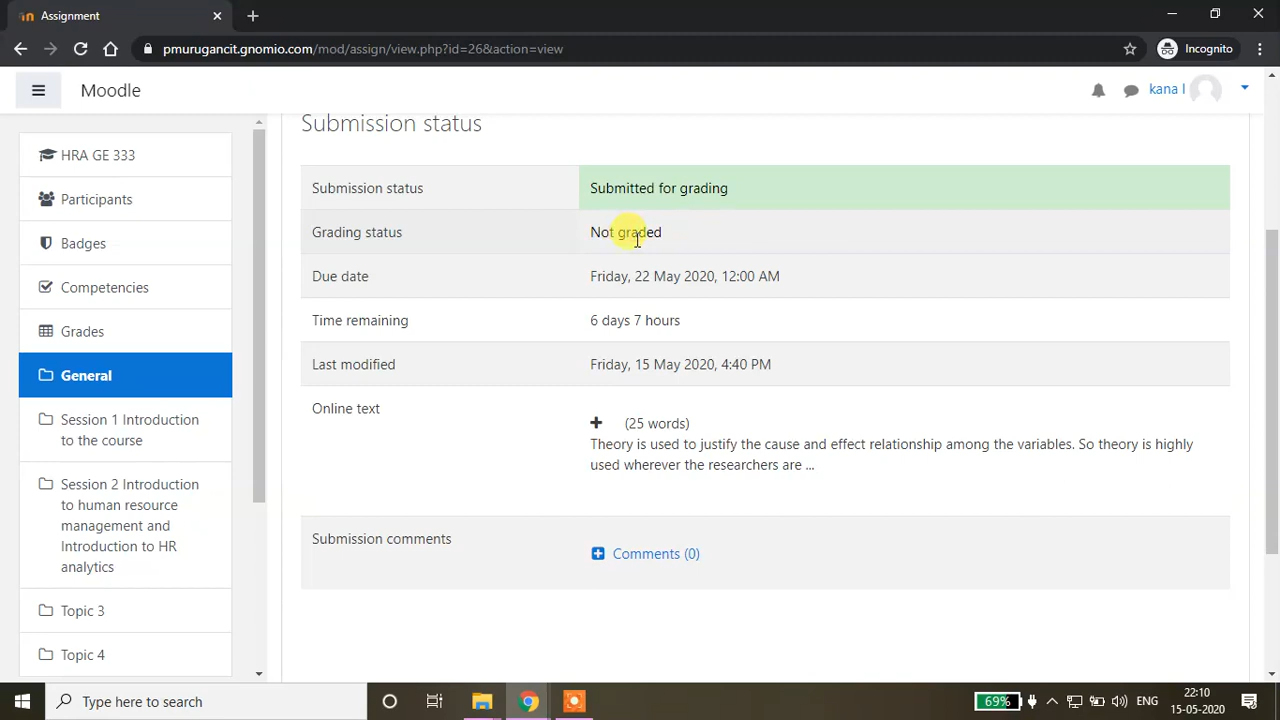 Assignment
pmurugancit.gnomio.com/mod/assign/view.php?id=26&action=view
Incognito
Moodle
kana l
HRA GE 333
Participants
Badges
Competencies
Grades
General
Session 1 Introduction
to the course
Session 2 Introduction
to human resource
management and
Introduction to HR
analytics
Topic 3
Topic 4
Submission status
Submission status
Submitted for grading
Grading status
Not graded
Due date
Friday, 22 May 2020, 12:00 AM
Time remaining
6 days 7 hours
Last modified
Friday, 15 May 2020, 4:40 PM
Online text
(25 words)
Theory is used to justify the cause and effect relationship among the variables. So theory is highly
used wherever the researchers are ...
Submission comments
Comments (0)
Type here to search
69%
ENG
22:10
15-05-2020